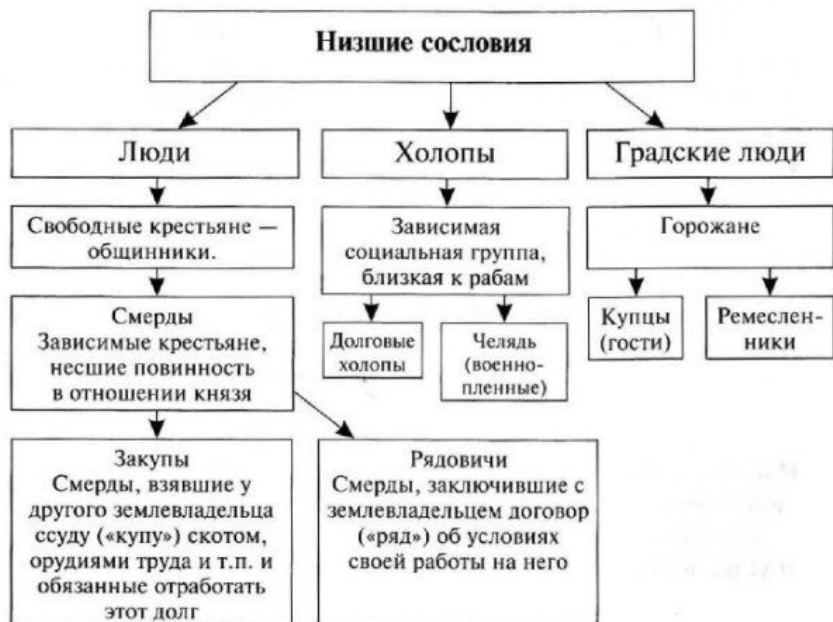 Низшие сословия
Люди
Холопы
Градские люди
Свободные крестьяне —
общинники.
Зависимая
социальная группа,
близкая к рабам
Горожане
Смерды
Зависимые крестьяне,
несшие повинность
в отношении князя
Долговые
холопы
Челядь
(военно-
пленные)
Купцы
(гости)
Ремеслен-
ники
Закупы
Смерды, взявшие у
другого землевладельца
ссуду («купу») скотом,
орудиями труда и т.п. и
обязанные отработать
этот долг
Рядовичи
Смерды, заключившие с
землевладельцем договор
(«ряд») об условиях
своей работы на него